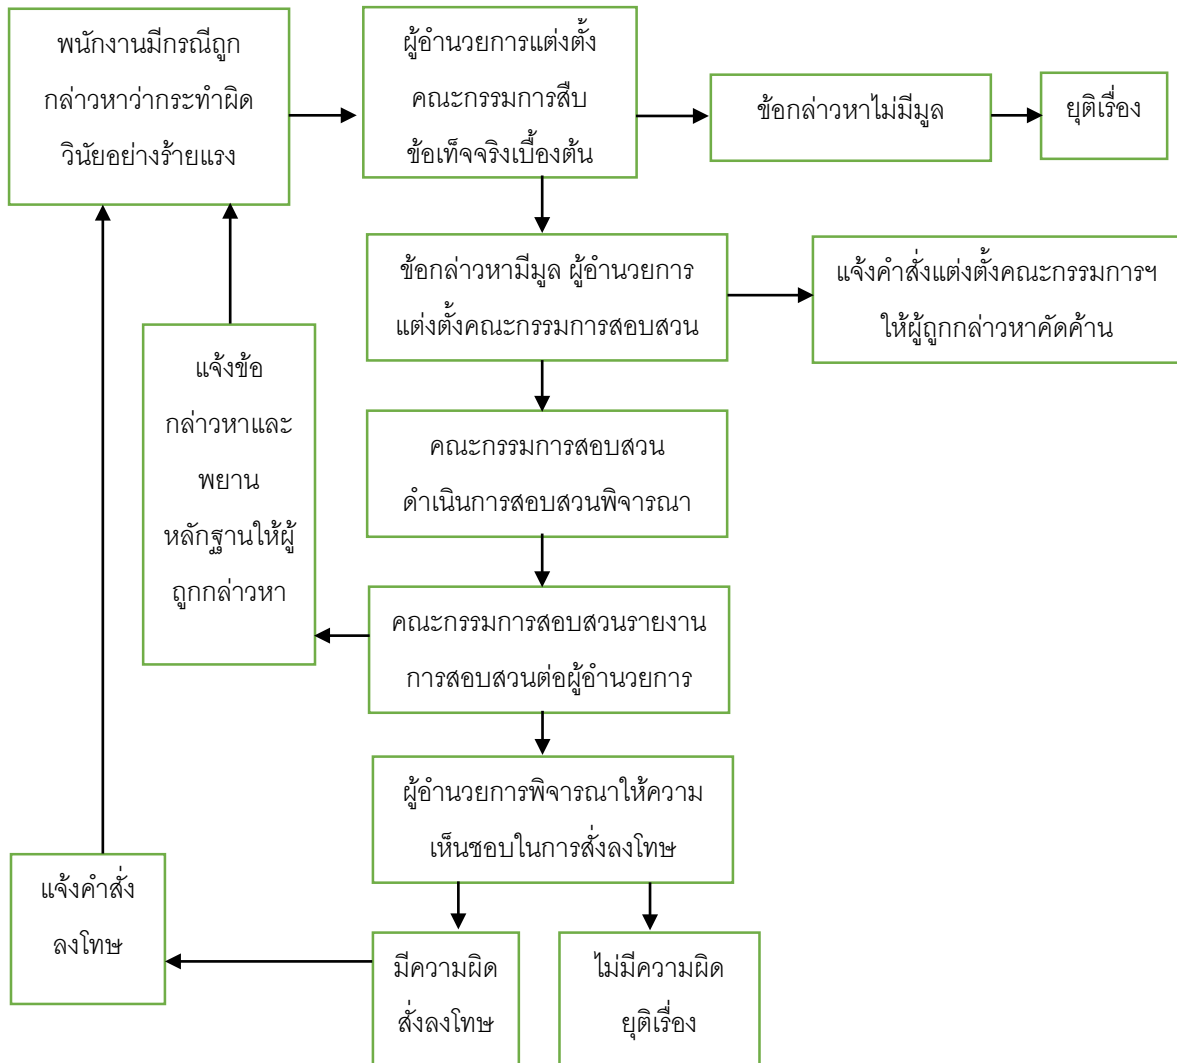 พนักงานมีกรณีถูก
กล่าวหาว่ากระทำผิด
วินัยอย่างร้ายแรง
ผู้อำนวยการแต่งตั้ง
คณะกรรมการสืบ
ข้อเท็จจริงเบื้องต้น
ข้อกล่าวหาไม่มีมูล
ยุติเรื่อง
ข้อกล่าวหามีมูล ผู้อำนวยการ
แต่งตั้งคณะกรรมการสอบสวน
แจ้งคำสั่งแต่งตั้งคณะกรรมการฯ
ให้ผู้ถูกกล่าวหาคัดค้าน
แจ้งข้อ
กล่าวหาและ
พยาน
หลักฐานให้ผู้
ถูกกล่าวหา
คณะกรรมการสอบสวน
ดำเนินการสอบสวนพิจารณา
คณะกรรมการสอบสวนรายงาน
การสอบสวนต่อผู้อำนวยการ
ผู้อำนวยการพิจารณาให้ความ
เห็นชอบในการสั่งลงโทษ
แจ้งคำสั่ง
ลงโทษ
มีความผิด
สั่งลงโทษ
ไม่มีความผิด
ยุติเรื่อง